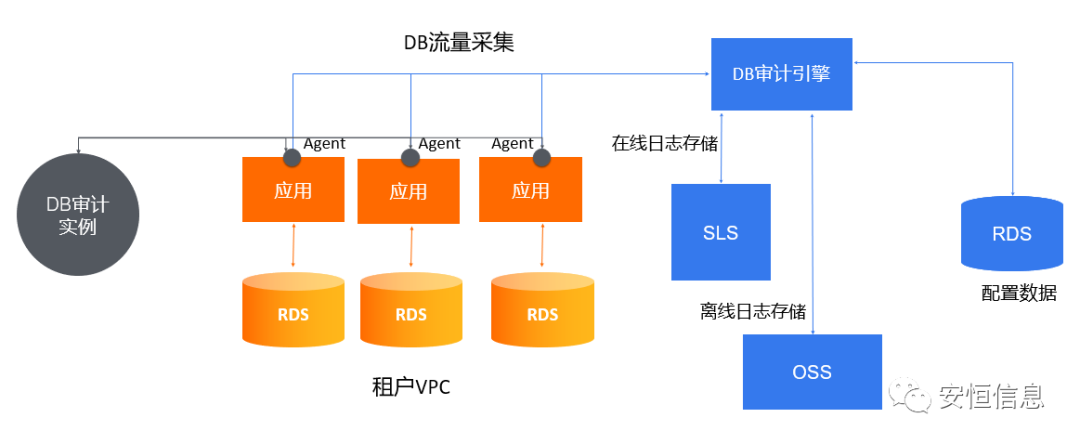 DB流量采集
DB审计引擎
Agent
Agent
Agent
在线日志存储
应用
应用
应用
DB审计
实例
SLS
RDS
配置数据
RDS
RDS
RDS
离线日志存储
OSS
租户VPC
安恒信息